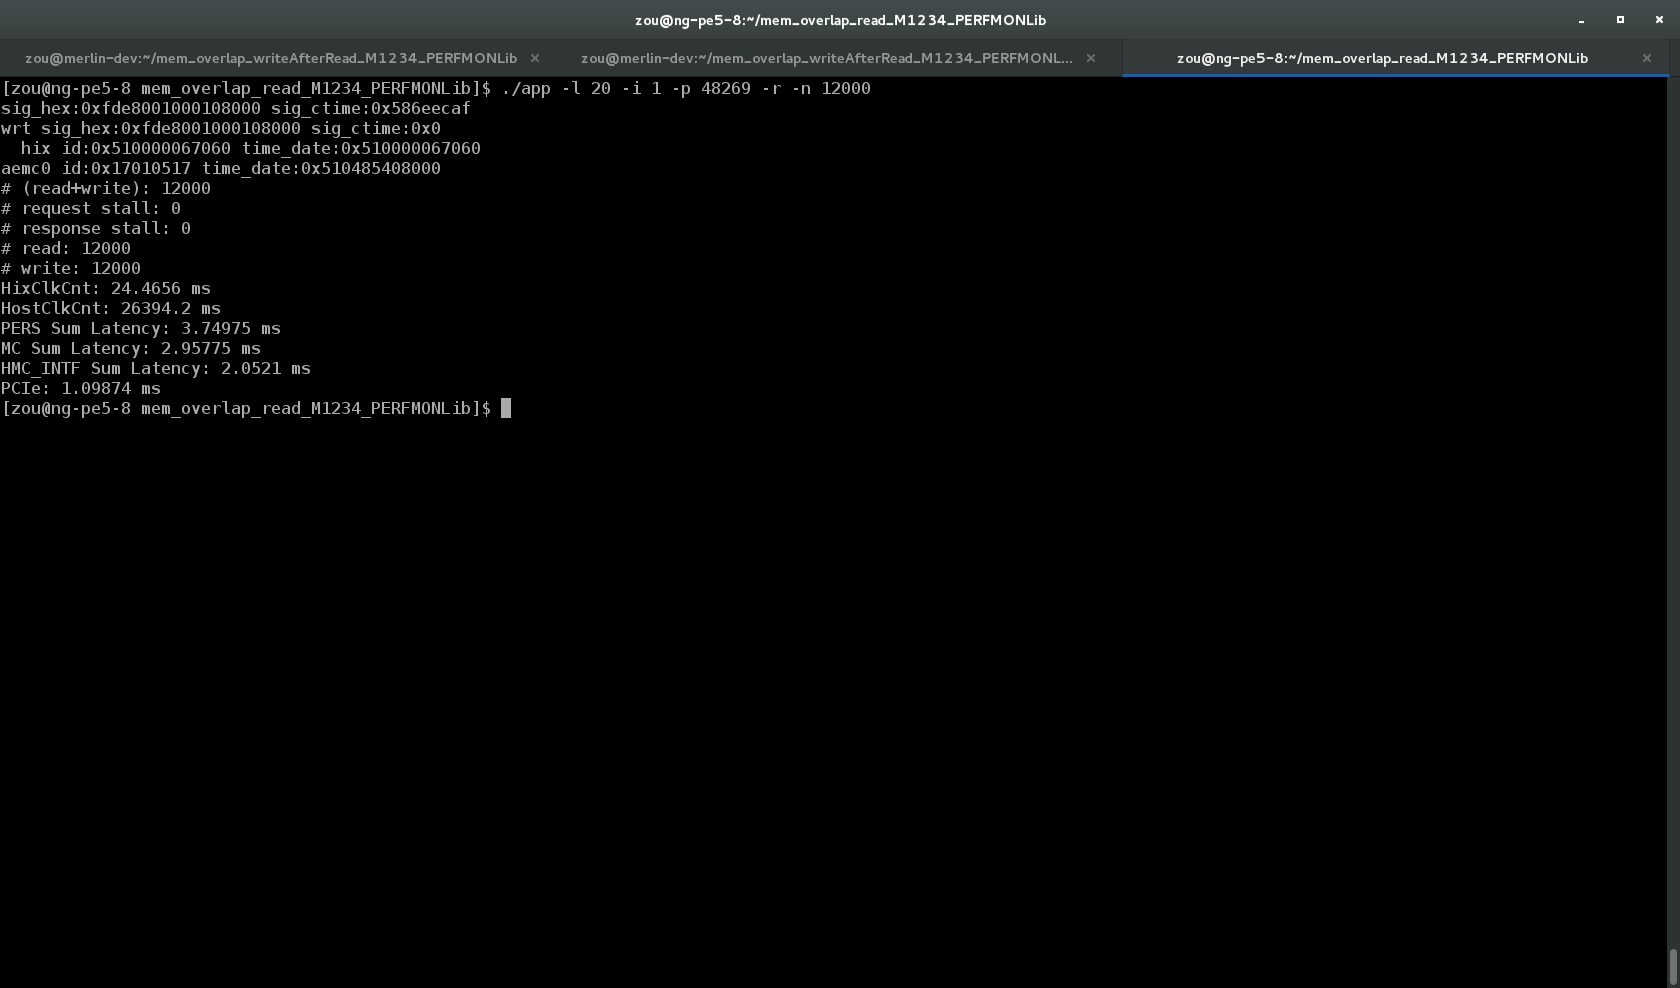 zou@ng-pe5-8:~/mem_overlap_read_M1234_PERFMONLib
zou@merlin-dev:~/mem_overlap_writeAfterRead_M1234_PERFMONLib
zou@merlin-dev:~/mem_overlap_writeAfterRead_M1234_PERFMONL...
zou@ng-pe5-8:~/mem_overlap_read_M1234_PERFMONLib
[zou@ng-pe5-8 mem_overlap_read_M1234_PERFMONLib]$ ./app -l 20 -i 1 -p 48269 -r -n 12000
sig_hex:0xfde8001000108000 sig_ctime:0x586eecaf
wrt sig_hex:0xfde8001000108000 sig_ctime:0x0
  hix id:0x510000067060 time_date:0x510000067060
aemc0 id:0x17010517 time_date:0x510485408000
# (read+write): 12000
# request stall: 0
# response stall: 0
# read: 12000
# write: 12000
HixClkCnt: 24.4656 ms
HostClkCnt: 26394.2 ms
PERS Sum Latency: 3.74975 ms
MC Sum Latency: 2.95775 ms
HMC_INTF Sum Latency: 2.0521 ms
PCIe: 1.09874 ms
[zou@ng-pe5-8 mem_overlap_read_M1234_PERFMONLib]$